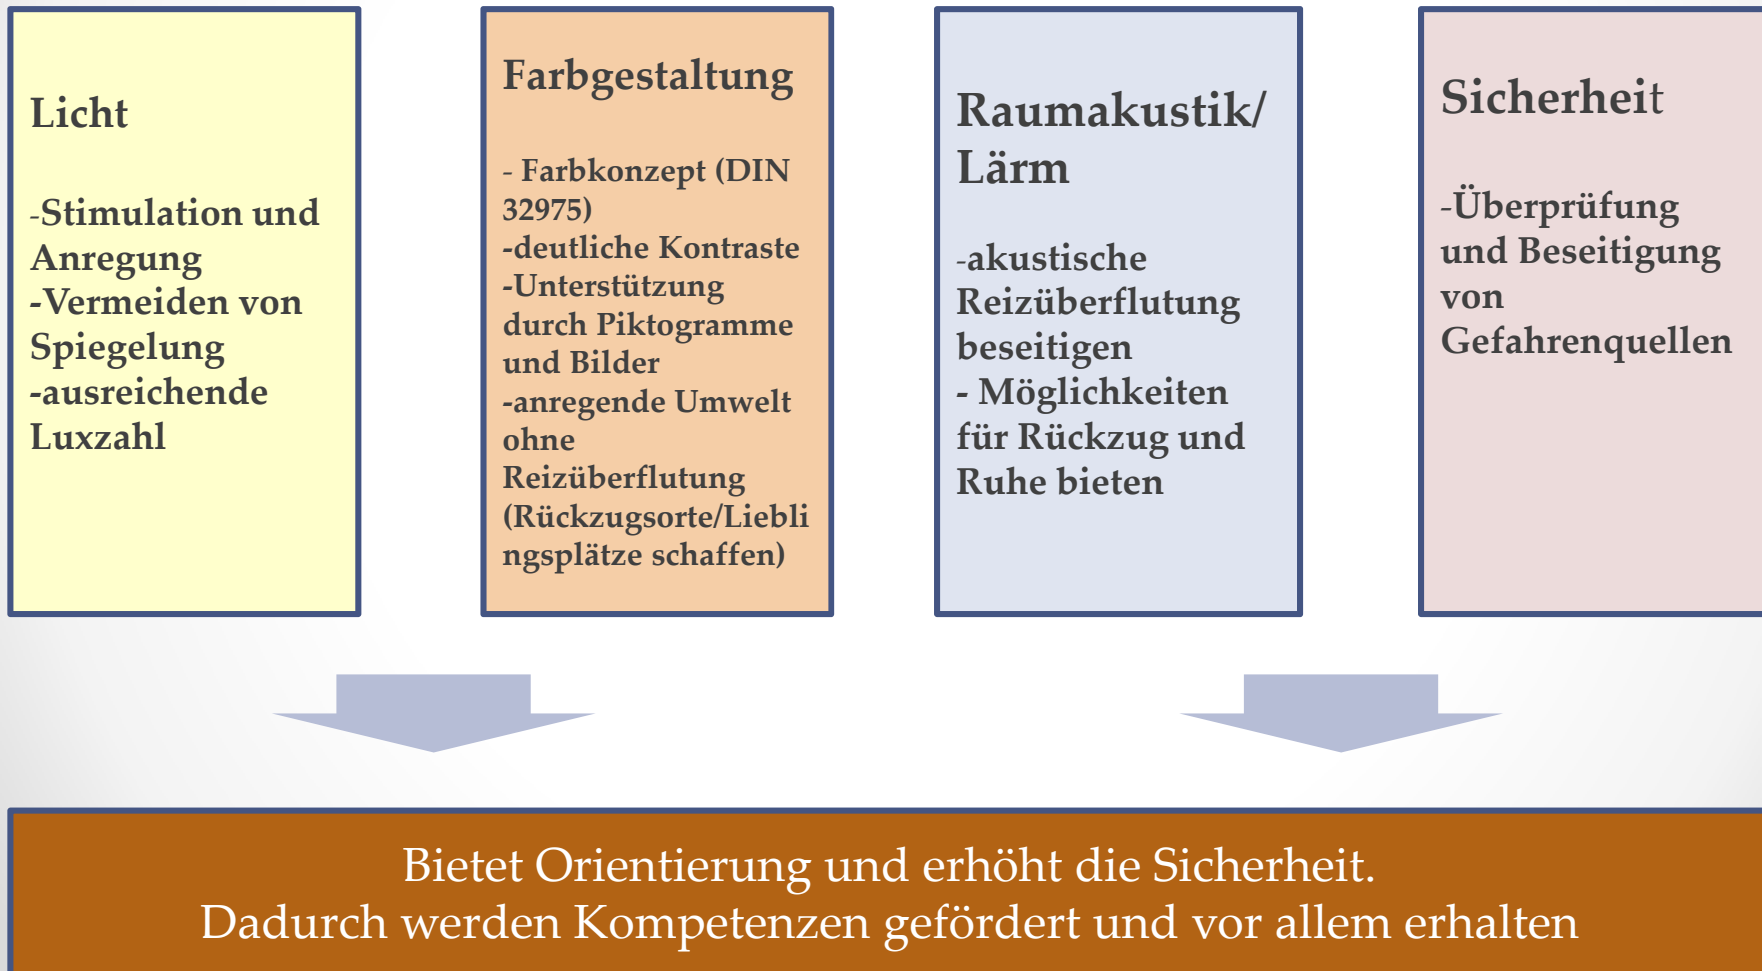 Licht
-Stimulation und
Anregung
-Vermeiden von
Spiegelung
-ausreichende
Luxzahl
Farbgestaltung
- Farbkonzept (DIN
32975)
-deutliche Kontraste
-Unterstützung
durch Piktogramme
und Bilder
-anregende Umwelt
ohne
Reizüberflutung
(Rückzugsorte/Liebli
ngsplätze schaffen)
Raumakustik/
Lärm
-akustische
Reizüberflutung
beseitigen
- Möglichkeiten
für Rückzug und
Ruhe bieten
Sicherheit
-Überprüfung
und Beseitigung
von
Gefahrenquellen
Bietet Orientierung und erhöht die Sicherheit.
Dadurch werden Kompetenzen gefördert und vor allem erhalten